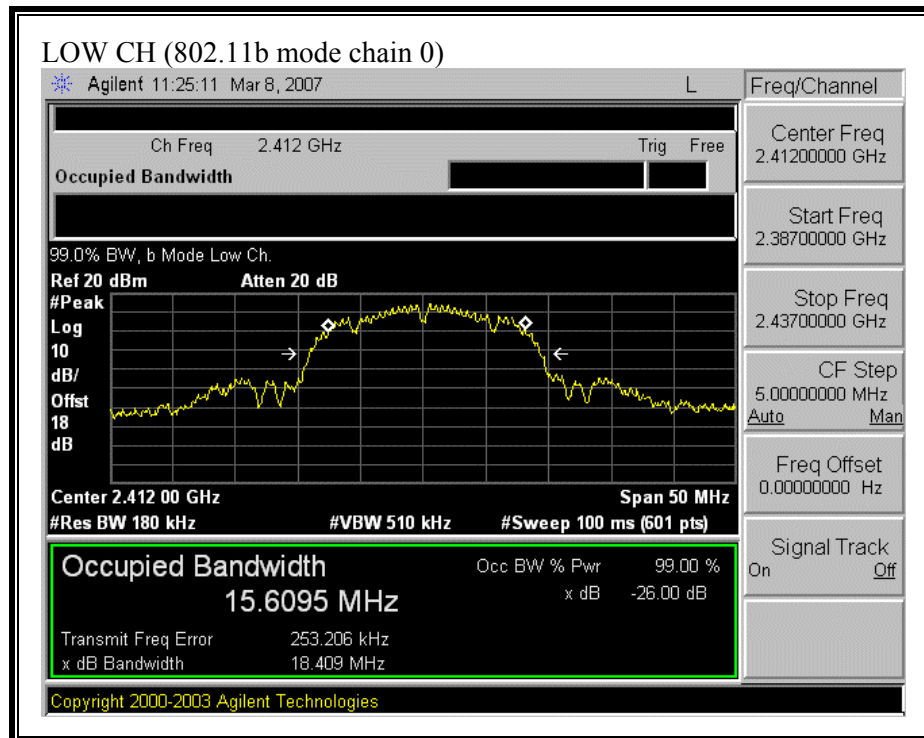 LOW CH (802.11b mode chain 0)
Agilent 11:25:11 Mar 8, 2007 L
Freq/Channel
Ch Freq 2.412 GHz Trig Free
Occupied Bandwidth
Center Freq
2.41200000 GHz
Start Freq
2.38700000 GHz
Stop Freq
2.43700000 GHz
CF Step
5.00000000 MHz
Auto Man
Freq Offset
0.00000000 Hz
Signal Track
On Off
99.0% BW, b Mode Low Ch.
Ref 20 dBm Atten 20 dB
#Peak
Log
10
dB/
Offst
18
dB
Center 2.412 00 GHz Span 50 MHz
#Res BW 180 kHz #VBW 510 kHz #Sweep 100 ms (601 pts)
Occupied Bandwidth Occ BW % Pwr 99.00 %
15.6095 MHz x dB -26.00 dB
Transmit Freq Error 253.206 kHz
x dB Bandwidth 18.409 MHz
Copyright 2000-2003 Agilent Technologies